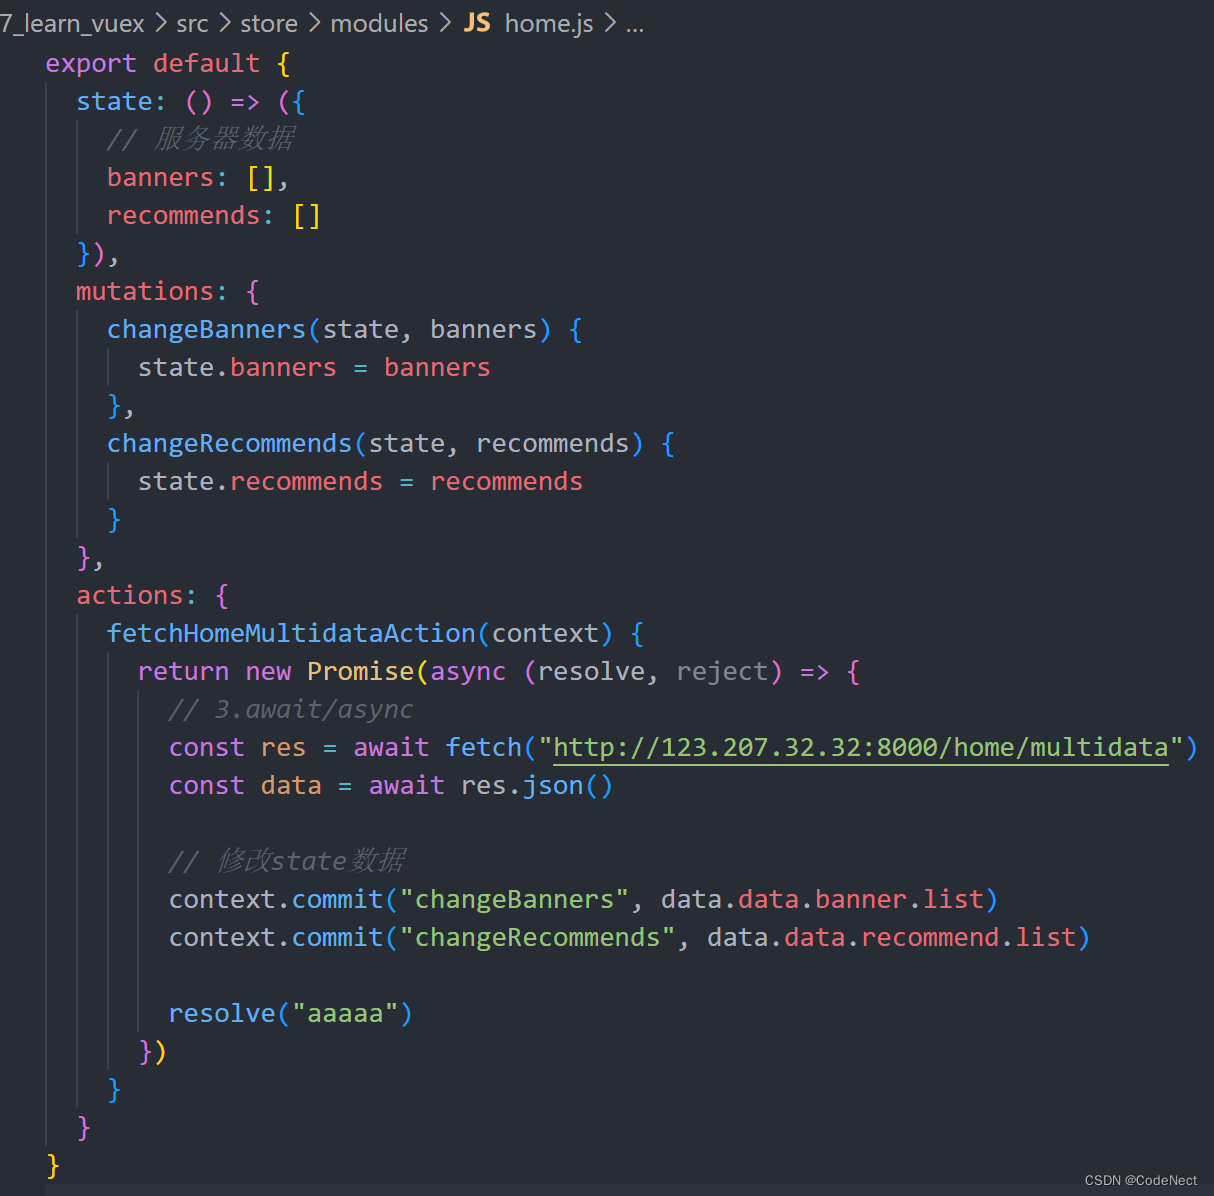 7_learn_vuex > src > store > modules > JS home.js > ...
export default {
  state: () => ({
    // 服务器数据
    banners: [],
    recommends: []
  }),
  mutations: {
    changeBanners(state, banners) {
      state.banners = banners
    },
    changeRecommends(state, recommends) {
      state.recommends = recommends
    }
  },
  actions: {
    fetchHomeMultidataAction(context) {
      return new Promise(async (resolve, reject) => {
        // 3.await/async
        const res = await fetch("http://123.207.32.32:8000/home/multidata")
        const data = await res.json()

        // 修改state数据
        context.commit("changeBanners", data.data.banner.list)
        context.commit("changeRecommends", data.data.recommend.list)

        resolve("aaaaa")
      })
    }
  }
}
CSDN @CodeNect